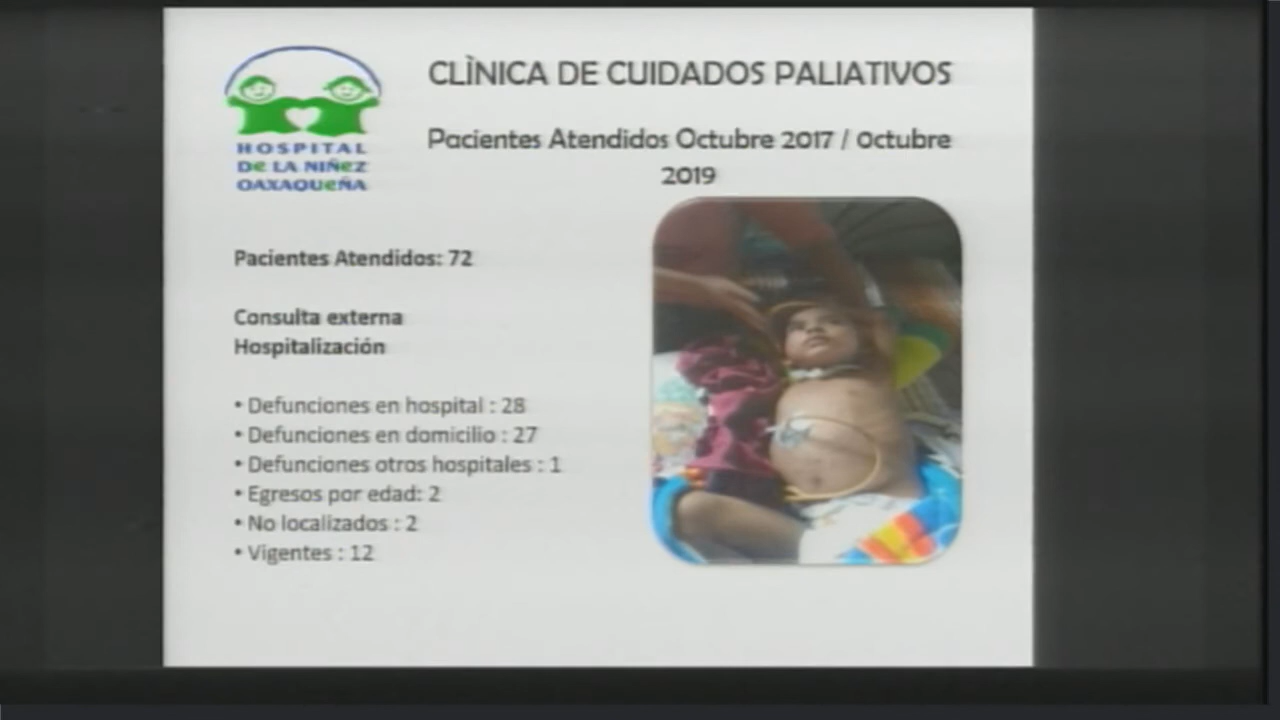 HOSPITAL
De LA NIÑeZ
OAXAQUeÑA
CLÌNICA DE CUIDADOS PALIATIVOS
Pacientes Atendidos Octubre 2017 / Octubre
2019
Pacientes Atendidos: 72
Consulta externa
Hospitalización
• Defunciones en hospital : 28
• Defunciones en domicilio : 27
• Defunciones otros hospitales : 1
• Egresos por edad: 2
• No localizados : 2
• Vigentes : 12